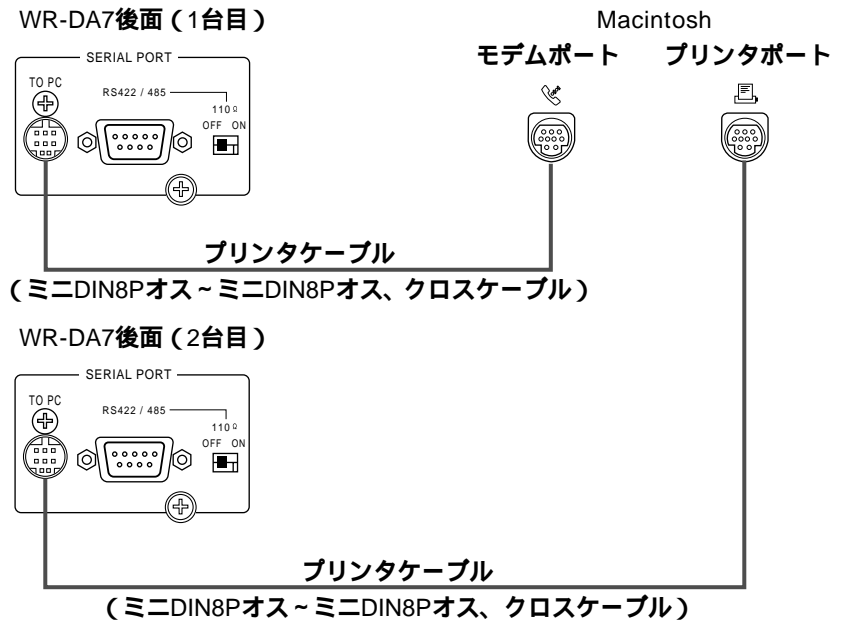 WR-DA7後面（1台目）
Macintosh
モデムポート
プリンタポート
SERIAL PORT
TO PC
RS422 / 485
110Ω
OFF ON
プリンタケーブル
（ミニDIN8Pオス～ミニDIN8Pオス、クロスケーブル）
WR-DA7後面（2台目）
SERIAL PORT
TO PC
RS422 / 485
110Ω
OFF ON
プリンタケーブル
（ミニDIN8Pオス～ミニDIN8Pオス、クロスケーブル）